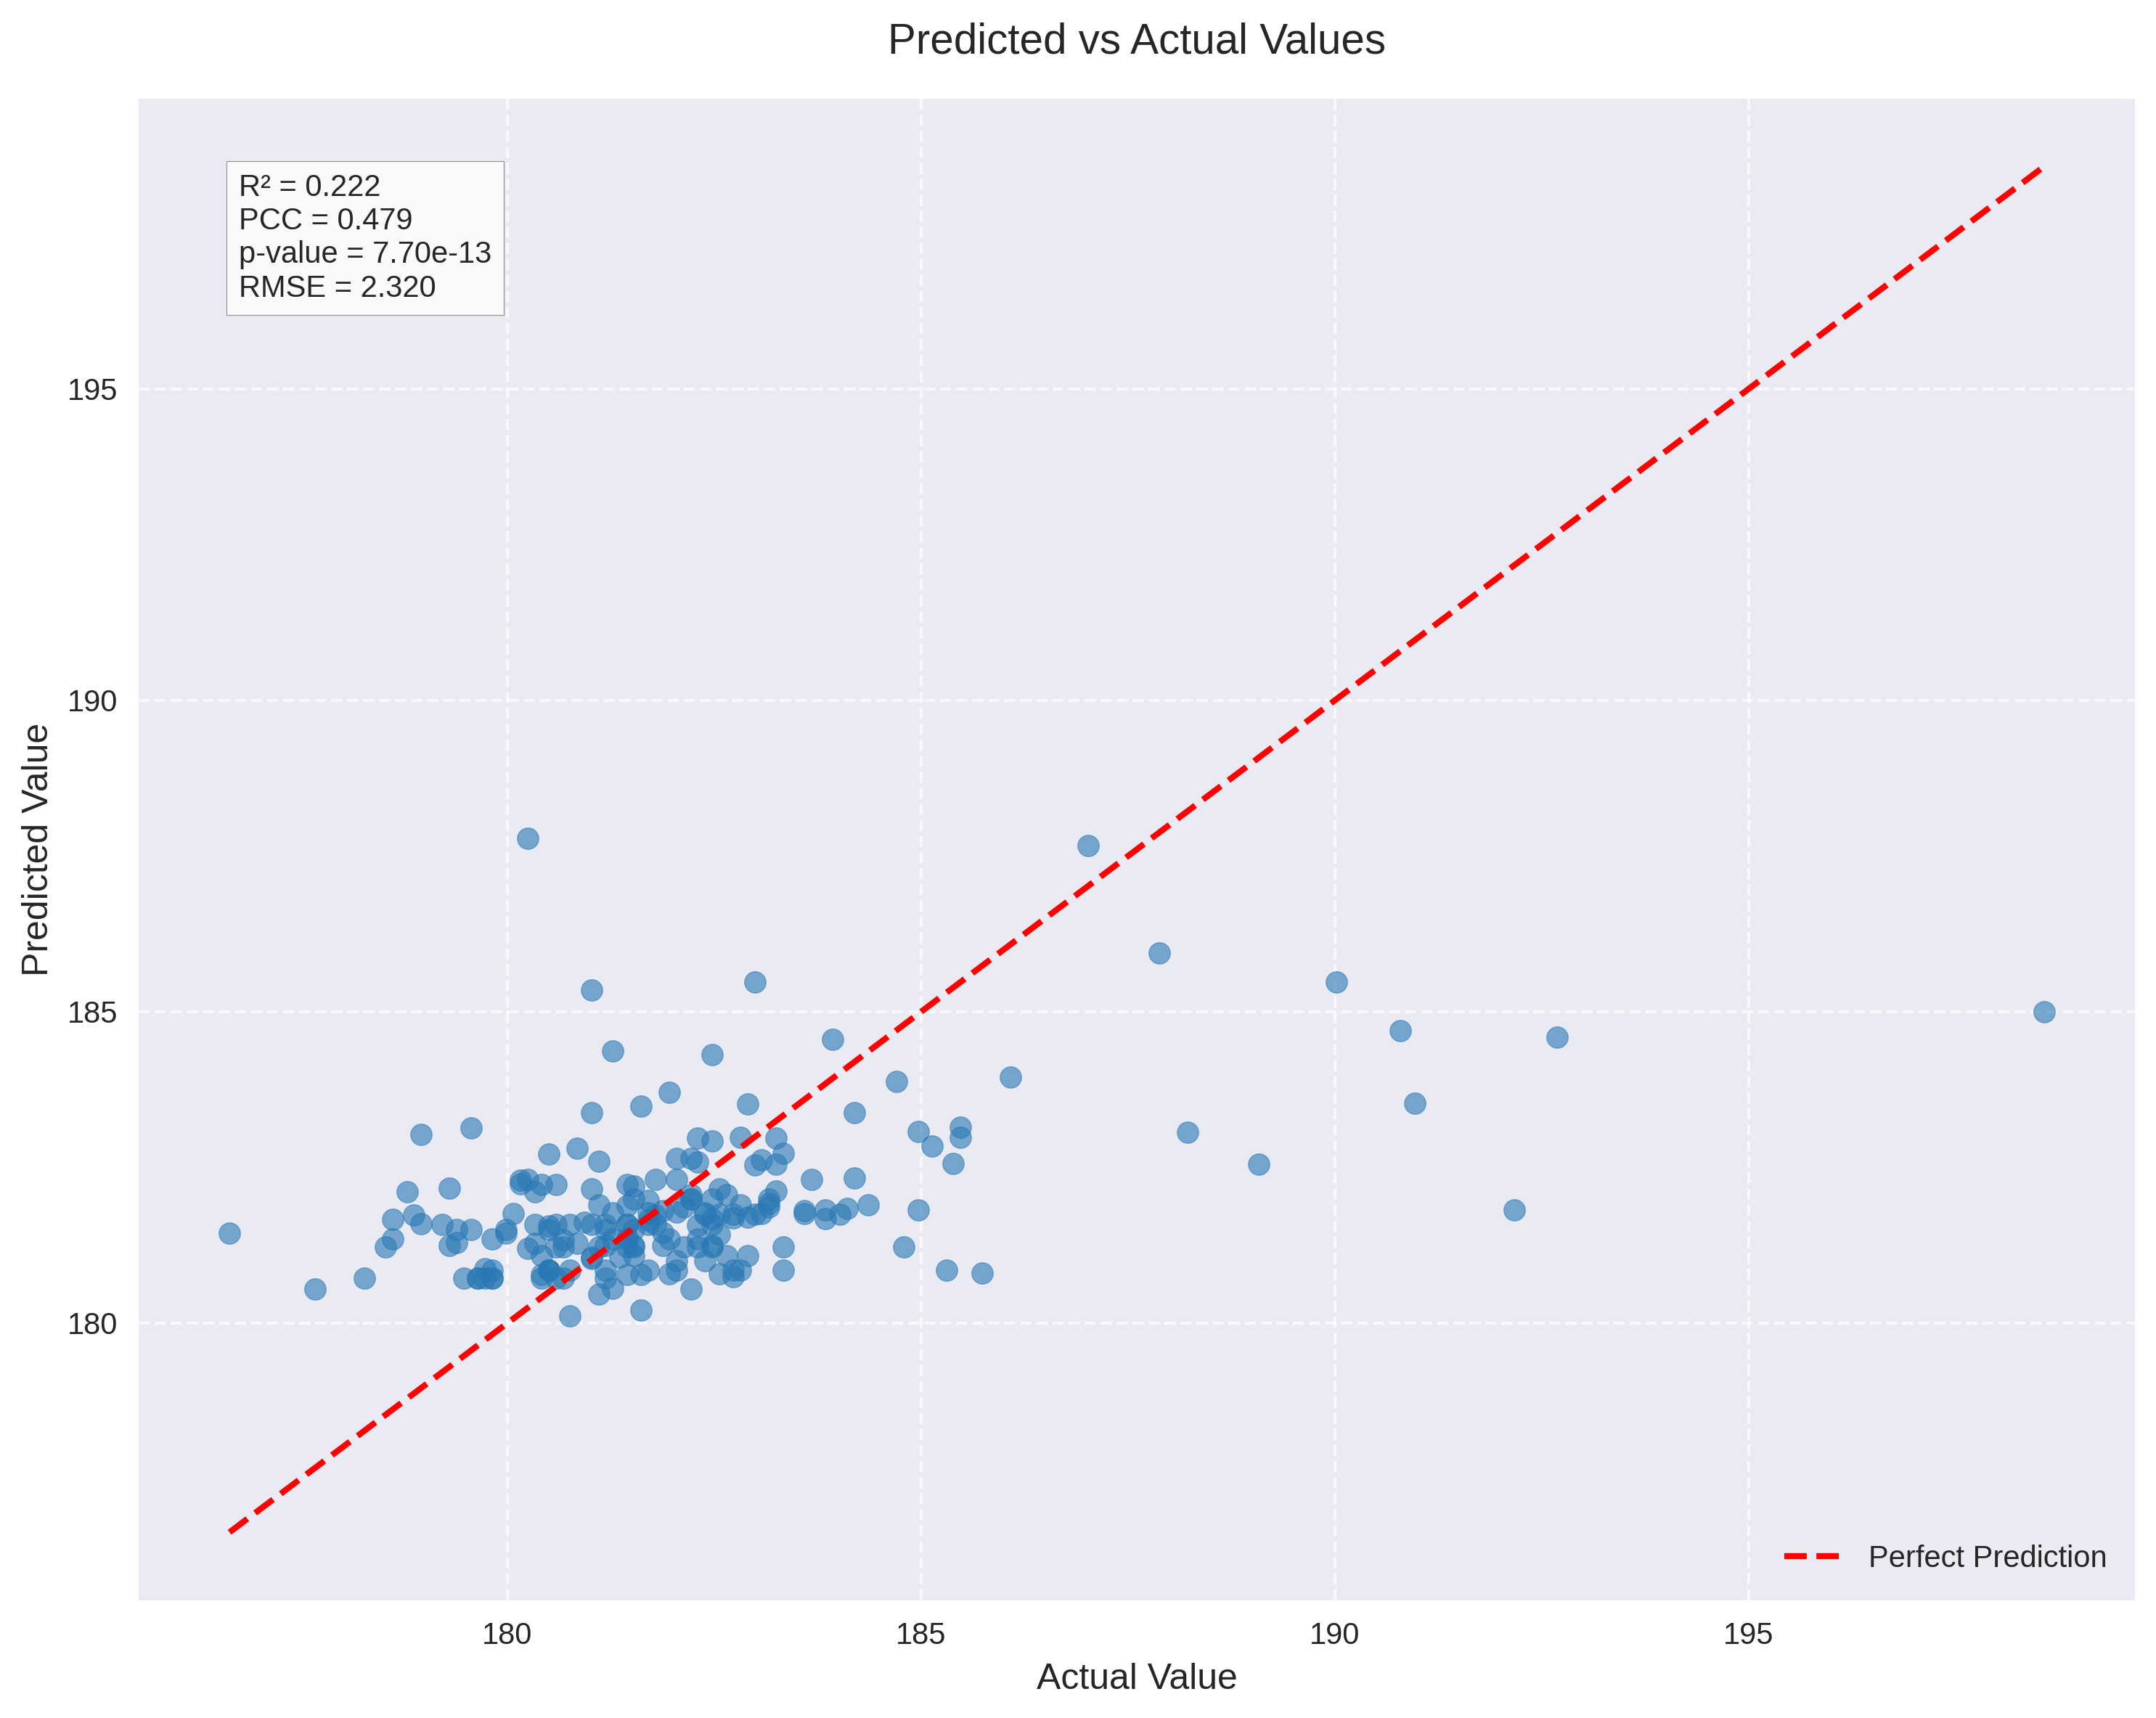 Predicted vs Actual Values
R² = 0.222
PCC = 0.479
p-value = 7.70e-13
RMSE = 2.320
195
190
185
180
Predicted Value
Perfect Prediction
180
185
190
195
Actual Value